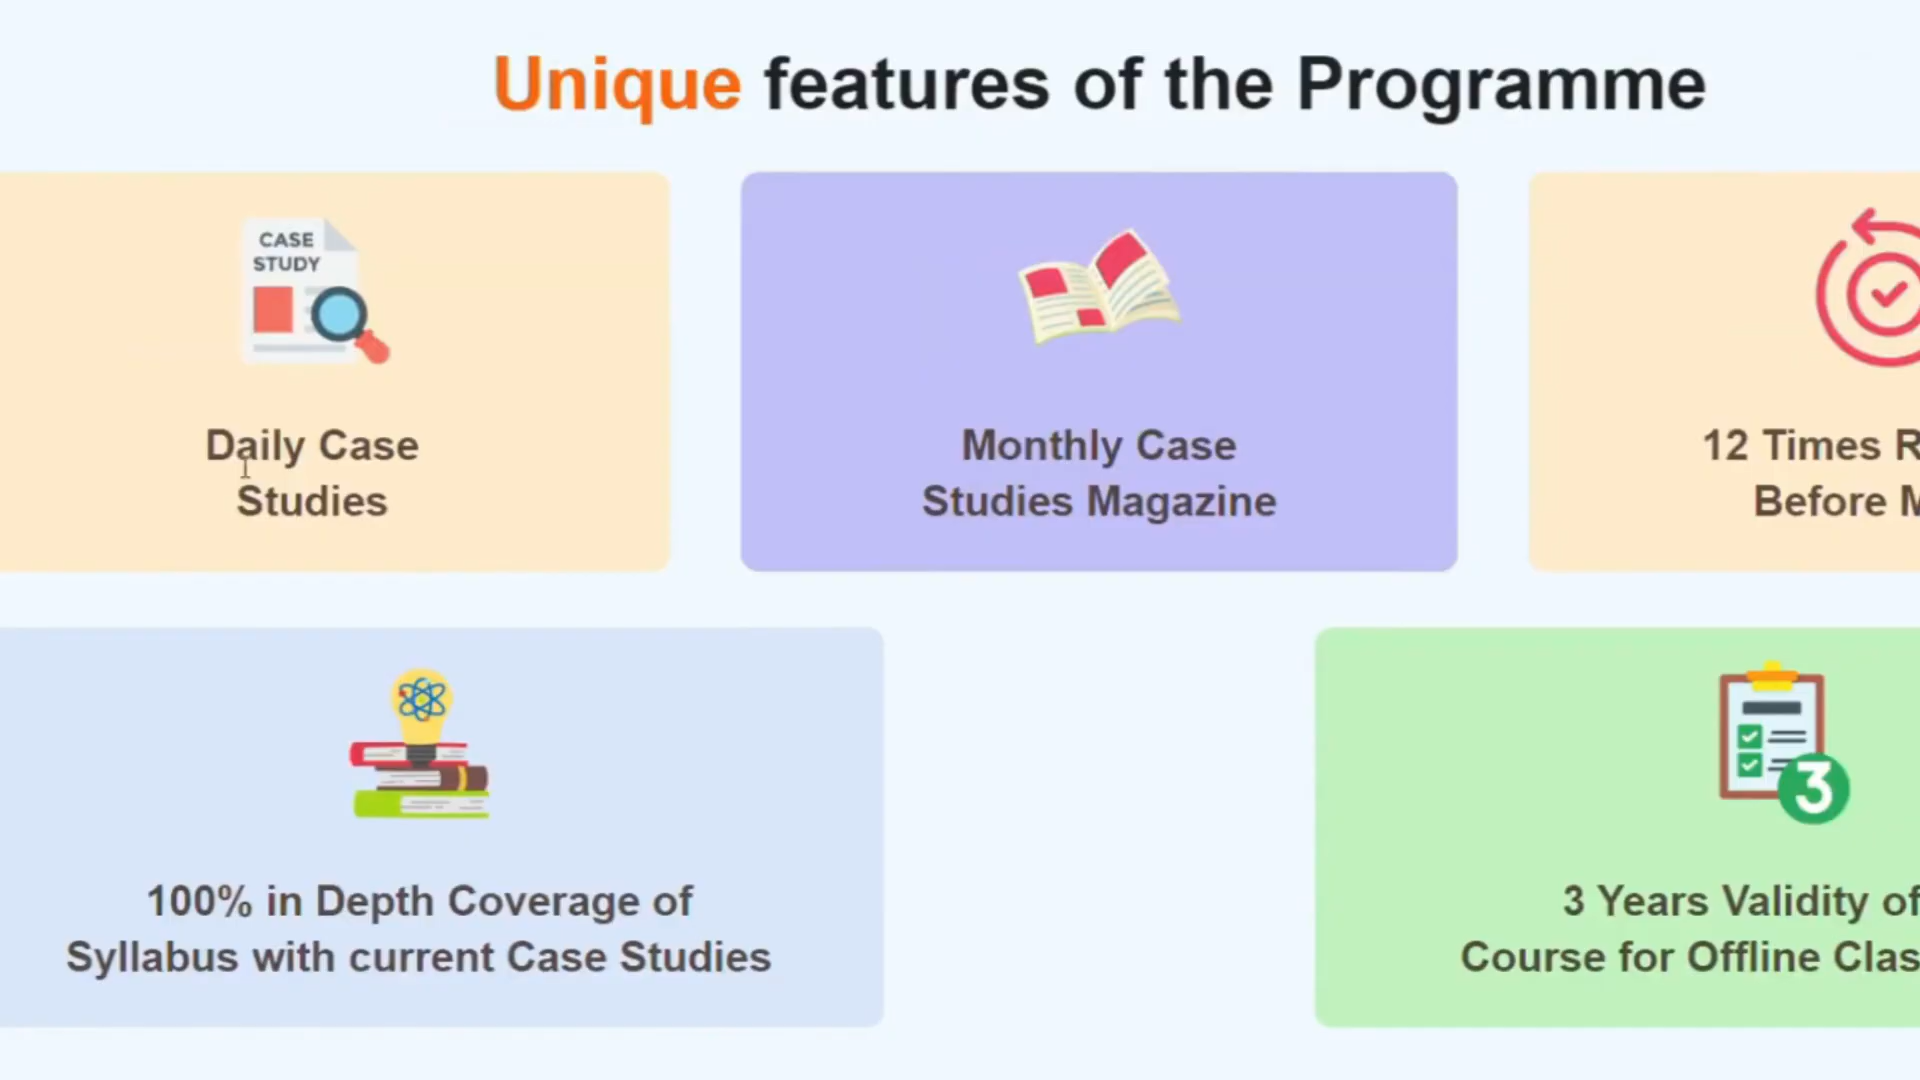 Unique features of the Programme
CASE
STUDY
Daily Case
Studies
Monthly Case
Studies Magazine
12 Times
Before
100% in Depth Coverage of
Syllabus with current Case Studies
3
3 Years Validity of
Course for Offline